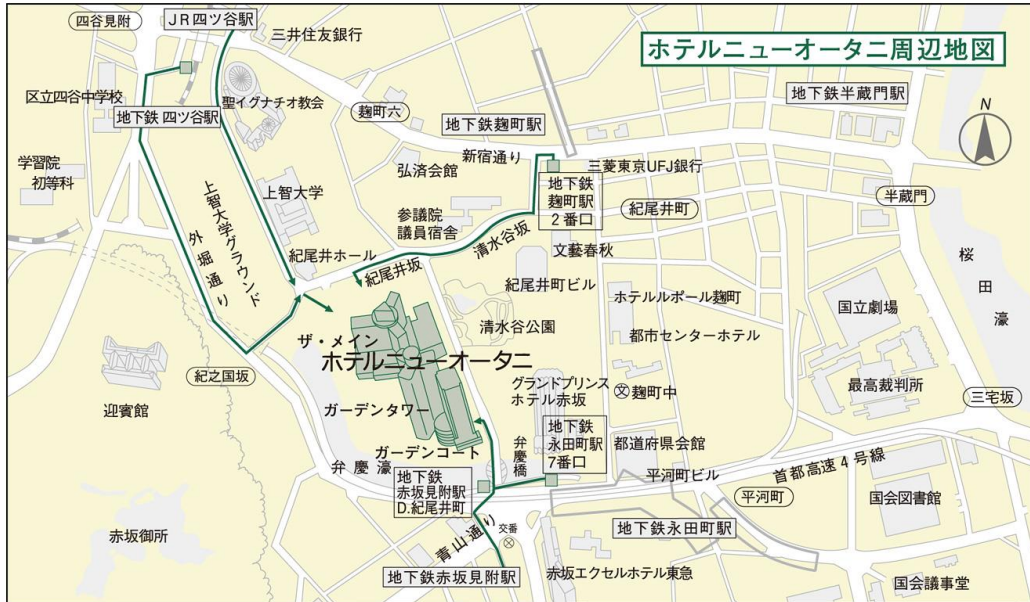 四谷見附
JR四ツ谷駅
三井住友銀行
ホテルニューオータニ周辺地図
区立四谷中学校
地下鉄 四ツ谷駅
聖イグナチオ教会
麹町六
地下鉄麹町駅
地下鉄半蔵門駅
N
学習院
初等科
上智大学
弘済会館
新宿通り
三菱東京UFJ銀行
地下鉄
麹町駅
2番口
半蔵門
上智大学グラウンド
外堀通り
参議院
議員宿舎
清水谷坂
紀尾井町
文藝春秋
桜田濠
紀尾井ホール
紀尾井坂
紀尾井町ビル
ホテルルポール麹町
国立劇場
清水谷公園
都市センターホテル
ザ・メイン
ホテルニューオータニ
紀之国坂
迎賓館
グランドプリンス
ホテル赤坂
麹町中
最高裁判所
三宅坂
ガーデンタワー
ガーデンコート
弁慶濠
弁慶橋
地下鉄
永田町駅
7番口
都道府県会館
平河町ビル
首都高速4号線
地下鉄
赤坂見附駅
D.紀尾井町
平河町
国会図書館
赤坂御所
青山通り
交番
地下鉄永田町駅
地下鉄赤坂見附駅
赤坂エクセルホテル東急
国会議事堂